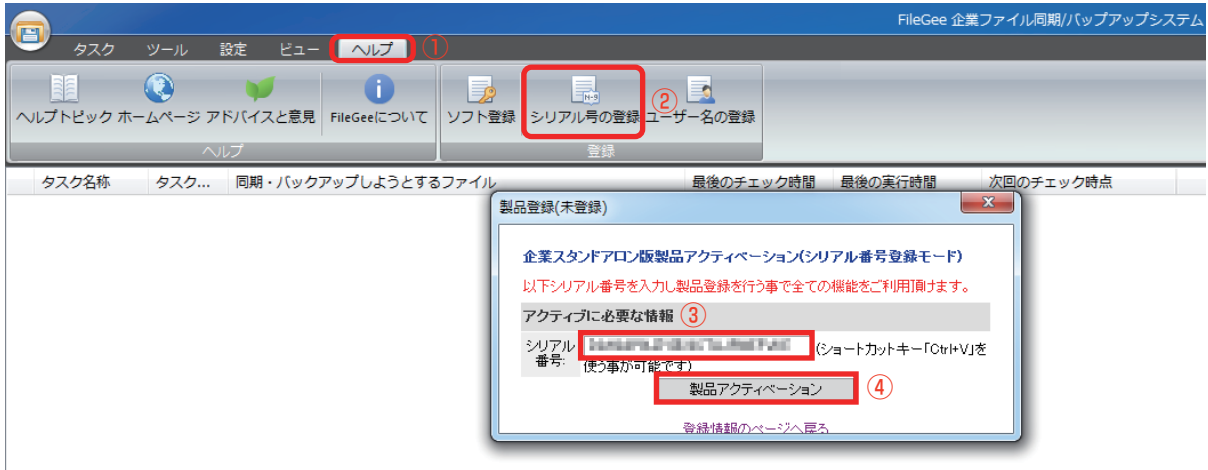 FileGee 企業ファイル同期/バップアップシステム
タスク ツール 設定 ビュー ヘルプ ①
ヘルプトピック ホームページ アドバイスと意見 FileGeeについて ソフト登録 シリアル号の登録 ② ユーザー名の登録
ヘルプ 登録
タスク名称 タスク... 同期・バックアップしようとするファイル 最後のチェック時間 最後の実行時間 次回のチェック時点
製品登録(未登録)
企業スタンドアロン版製品アクティベーション(シリアル番号登録モード)
以下シリアル番号を入力し製品登録を行う事で全ての機能をご利用頂けます。
アクティブに必要な情報 ③
シリアル番号: (ショートカットキー「Ctrl+V」を
使う事が可能です)
製品アクティベーション ④
登録情報のページへ戻る